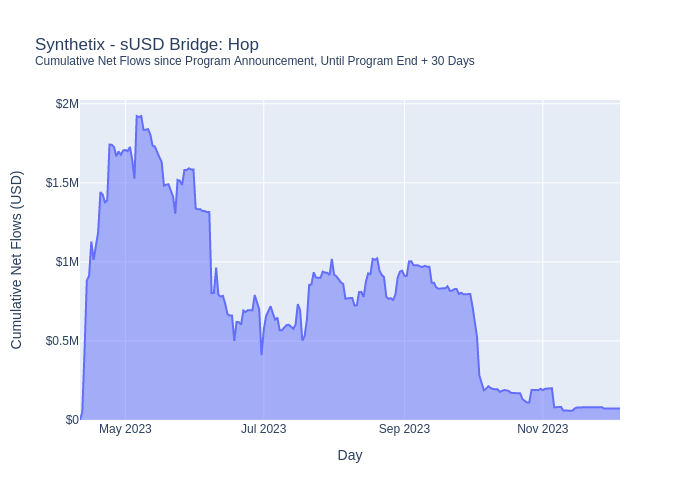 Synthetix - sUSD Bridge: Hop
Cumulative Net Flows since Program Announcement, Until Program End + 30 Days
Cumulative Net Flows (USD)
$2M
$1.5M
$1M
$0.5M
$0
May 2023
Jul 2023
Sep 2023
Nov 2023
Day